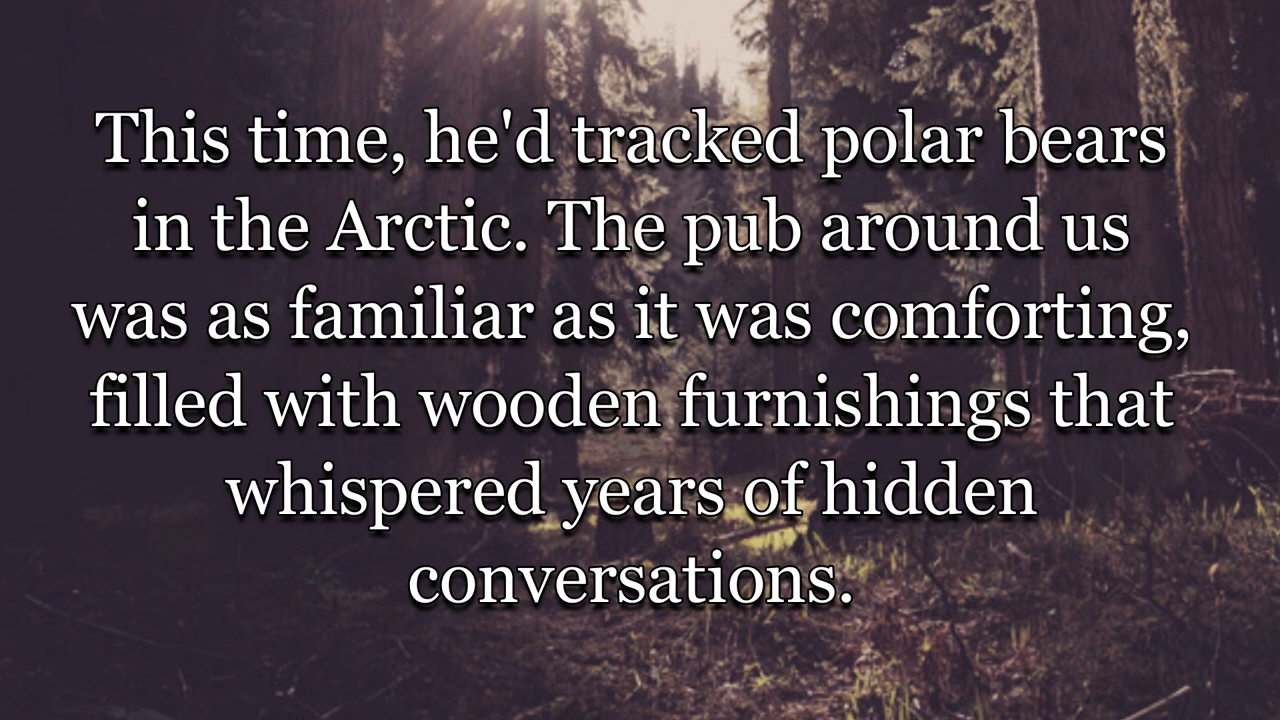 This time, he'd tracked polar bears
in the Arctic. The pub around us
was as familiar as it was comforting,
filled with wooden furnishings that
whispered years of hidden
conversations.